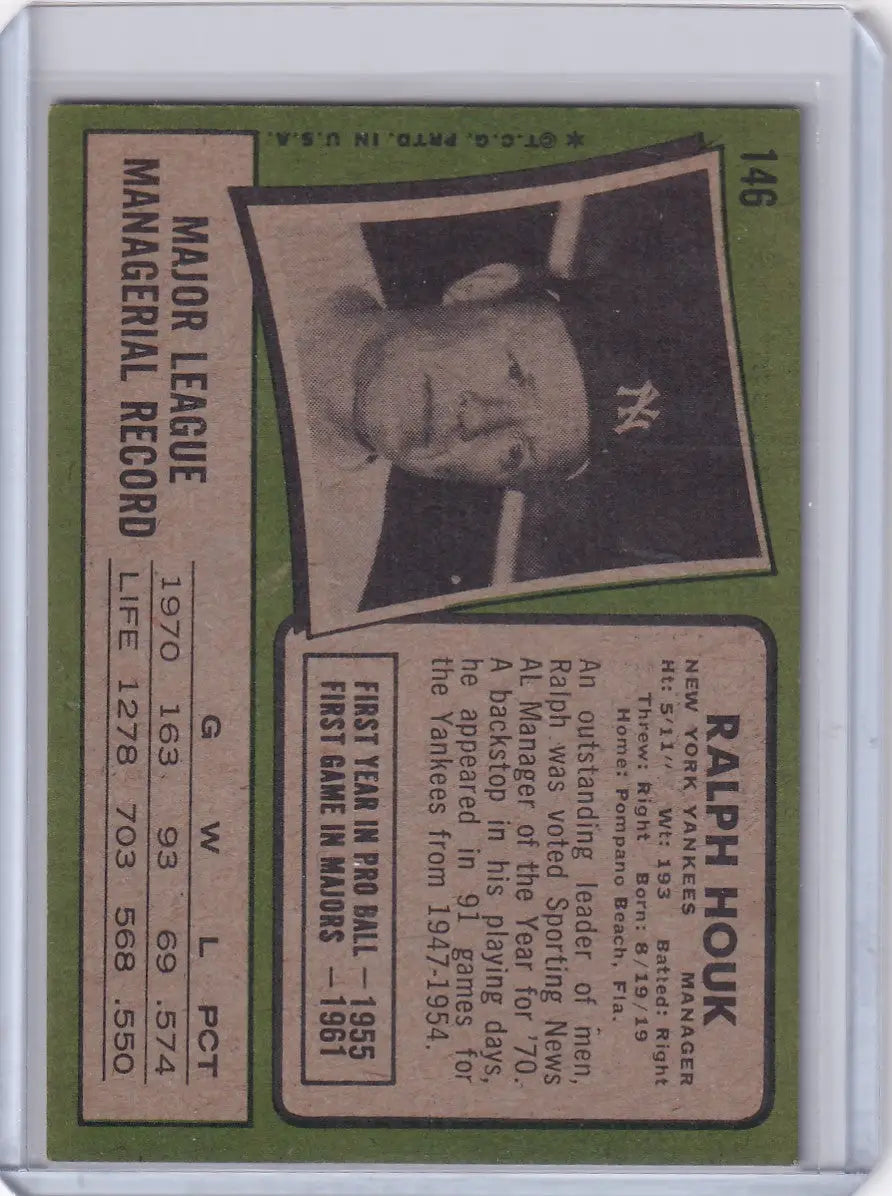 146
RALPH HOUK
NEW YORK YANKEES MANAGER
Ht: 5'11" Wt: 193 Batted: Right
Threw: Right Born: 8/19/19
Home: Pompano Beach, Fla.
An outstanding leader of men,
Ralph was voted Sporting News
AL Manager of the Year for '70.
A backstop in his playing days,
he appeared in 91 games for
the Yankees from 1947-1954.
FIRST YEAR IN PRO BALL — 1955
FIRST GAME IN MAJORS — 1961
NY
MAJOR LEAGUE
MANAGERIAL RECORD
G W L PCT
1970 163 93 69 .574
LIFE 1278 703 568 .550
*©T.C.G. PRTD. IN U.S.A.